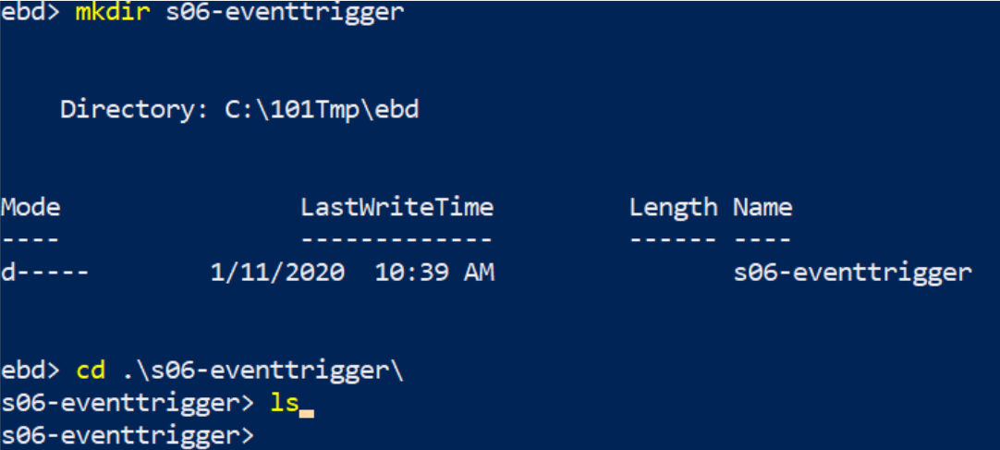 ebd> mkdir s06-eventtrigger
Directory: C:\101Tmp\ebd
Mode                LastWriteTime         Length Name
----                -------------         ------ ----
d-----        1/11/2020  10:39 AM                s06-eventtrigger
ebd> cd .\s06-eventtrigger\
s06-eventtrigger> ls
s06-eventtrigger>